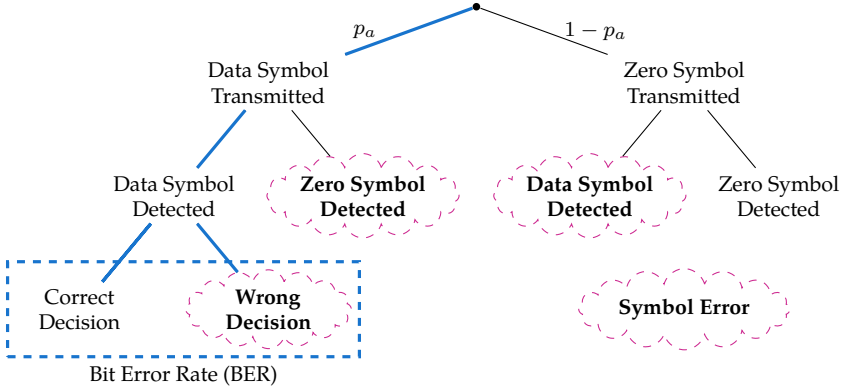 p_a
1 − p_a
Data Symbol
Transmitted
Zero Symbol
Transmitted
Data Symbol
Detected
Zero Symbol
Detected
Data Symbol
Detected
Zero Symbol
Detected
Correct
Decision
Wrong
Decision
Symbol Error
Bit Error Rate (BER)